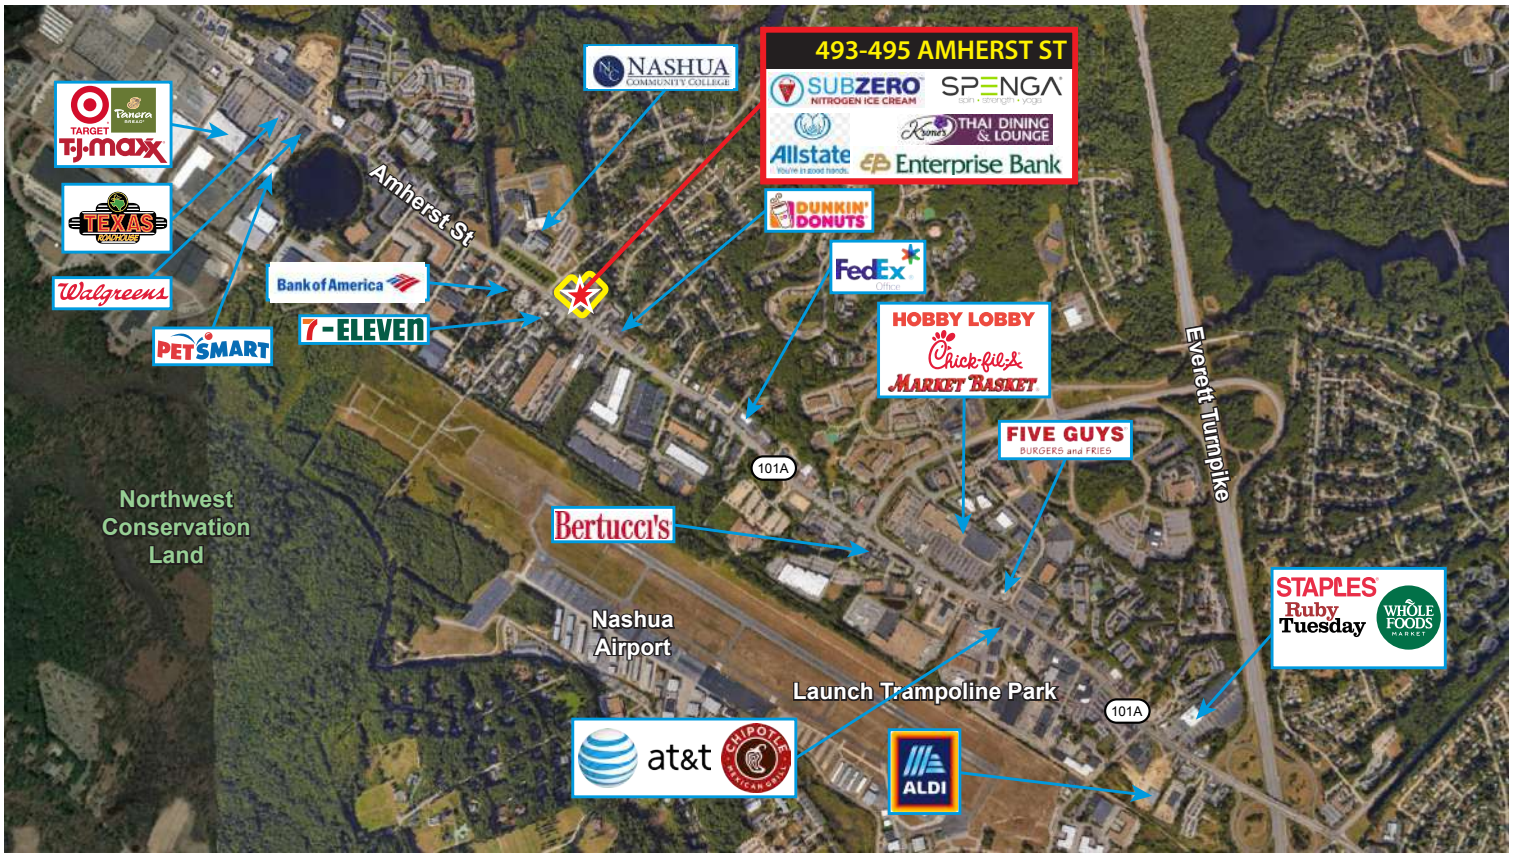 493-495 AMHERST ST
SUBZERO
NITROGEN ICE CREAM
SPENGA
spin • strength • yoga
Allstate
You're in good hands.
THAI DINING
& LOUNGE
EB Enterprise Bank
NC
NASHUA
COMMUNITY COLLEGE
TARGET
Panera
BREAD
T.J.maxx
TEXAS
ROADHOUSE
Walgreens
PETSMART
Amherst St
Bank of America
7-ELEVEn
DUNKIN'
DONUTS
FedEx
Office
HOBBY LOBBY
Chick-fil-A
MARKET BASKET
FIVE GUYS
BURGERS and FRIES
Everett Turnpike
101A
Northwest
Conservation
Land
Bertucci's
Nashua
Airport
STAPLES
Ruby
Tuesday
WHOLE
FOODS
MARKET
Launch Trampoline Park
101A
at&t
CHIPOTLE
MEXICAN GRILL
ALDI